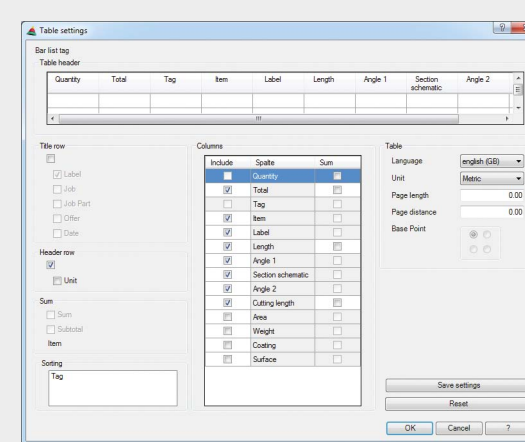 Table settings
Bar list tag
Table header
Quantity Total Tag Item Label Length Angle 1 Section schematic Angle 2
Title row
Label
Job
Job Part
Offer
Date
Header row
Unit
Sum
Sum
Subtotal
Item
Sorting
Tag
Columns
Include Spalte Sum
Quantity
Total
Tag
Item
Label
Length
Angle 1
Section schematic
Angle 2
Cutting length
Area
Weight
Coating
Surface
Table
Language english (GB)
Unit Metric
Page length 0.00
Page distance 0.00
Base Point
Save settings
Reset
OK Cancel ?